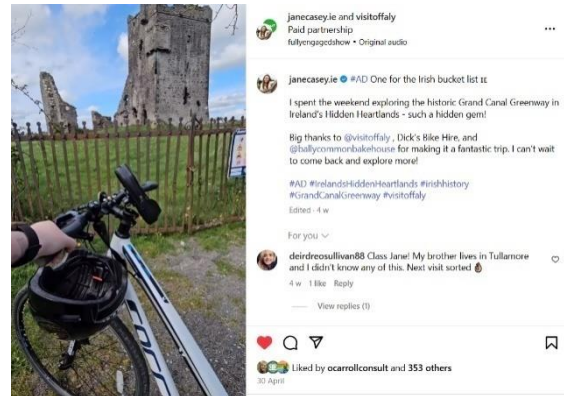 janecasey.ie and visitoffaly
Paid partnership
fullyengagedshow • Original audio
janecasey.ie #AD One for the Irish bucket list
I spent the weekend exploring the historic Grand Canal Greenway in
Ireland's Hidden Heartlands - such a hidden gem!
Big thanks to @visitoffaly , Dick's Bike Hire, and
@ballycommonbakehouse for making it a fantastic trip. I can't wait
to come back and explore more!
#AD #IrelandsHiddenHeartlands #irishhistory
#GrandCanalGreenway #visitoffaly
Edited · 4 w
For you
deirdreosullivan88 Class Jane! My brother lives in Tullamore
and I didn't know any of this. Next visit sorted
4 w 1 like Reply
View replies (1)
Liked by ocarrollconsult and 353 others
30 April